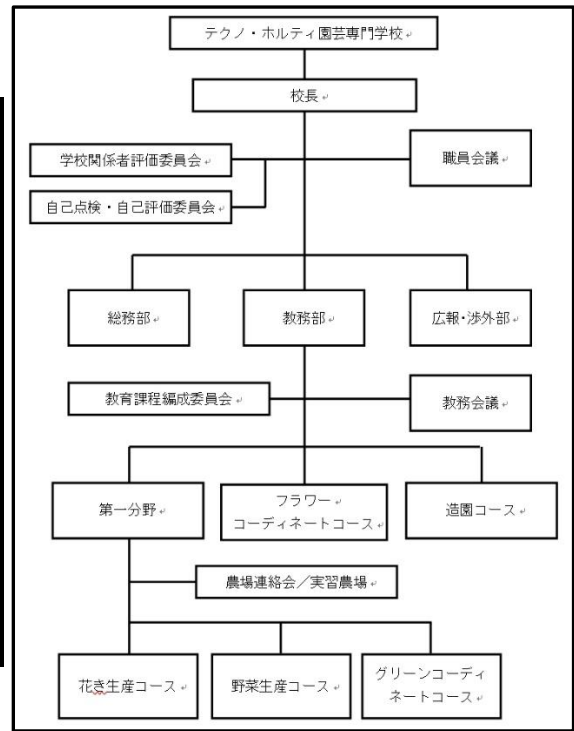 テクノ・ホルティ園芸専門学校
校長
学校関係者評価委員会
職員会議
自己点検・自己評価委員会
総務部
教務部
広報・渉外部
教育課程編成委員会
教務会議
第一分野
フラワー
コーディネートコース
造園コース
農場連絡会／実習農場
花き生産コース
野菜生産コース
グリーンコーディ
ネートコース